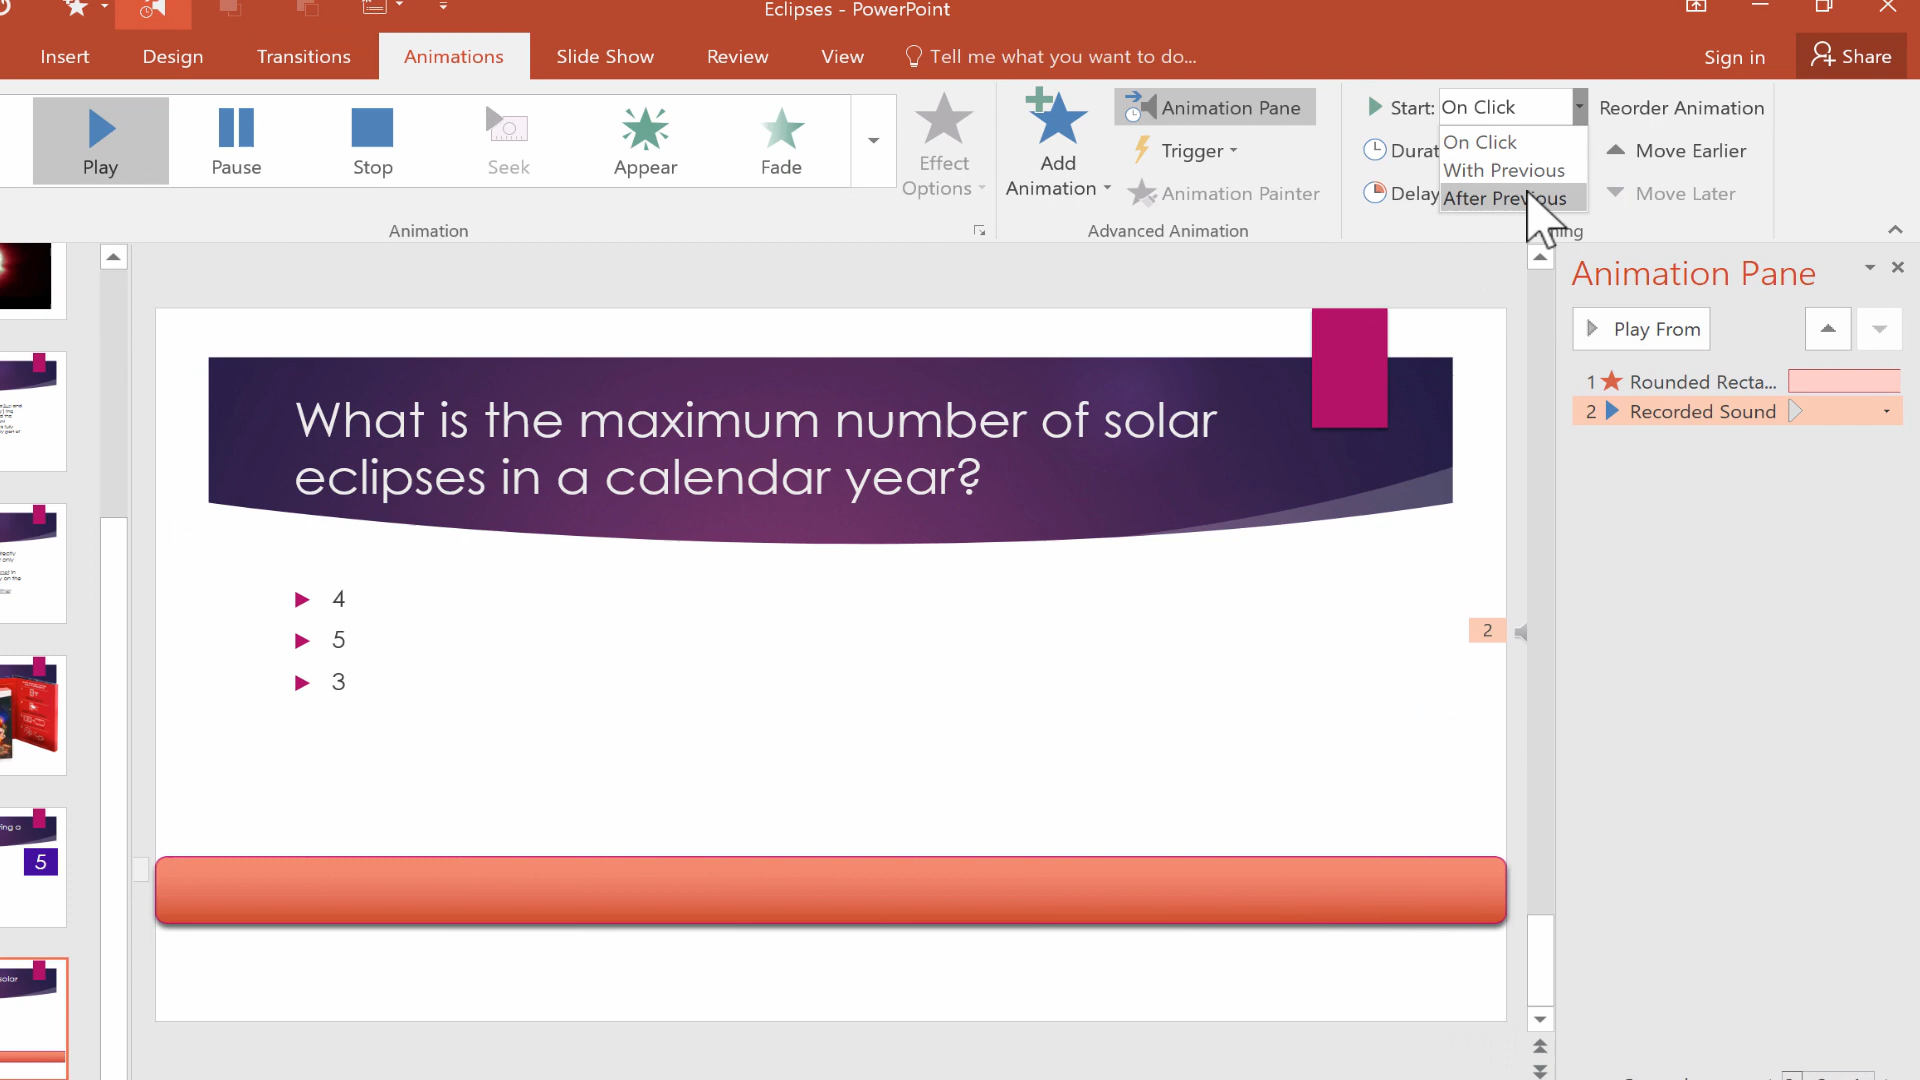 Eclipses - PowerPoint
Insert Design Transitions Animations Slide Show Review View Tell me what you want to do... Sign in Share
Play Pause Stop Seek Appear Fade
Effect Options
Add Animation
Animation Pane
Trigger
Animation Painter
Start: On Click
On Click
With Previous
After Previous
Durat
Delay
Reorder Animation
Move Earlier
Move Later
Animation
Advanced Animation
Animation Pane
Play From
1 Rounded Recta...
2 Recorded Sound
What is the maximum number of solar
eclipses in a calendar year?
4
5
3
2
ing a
5
solar